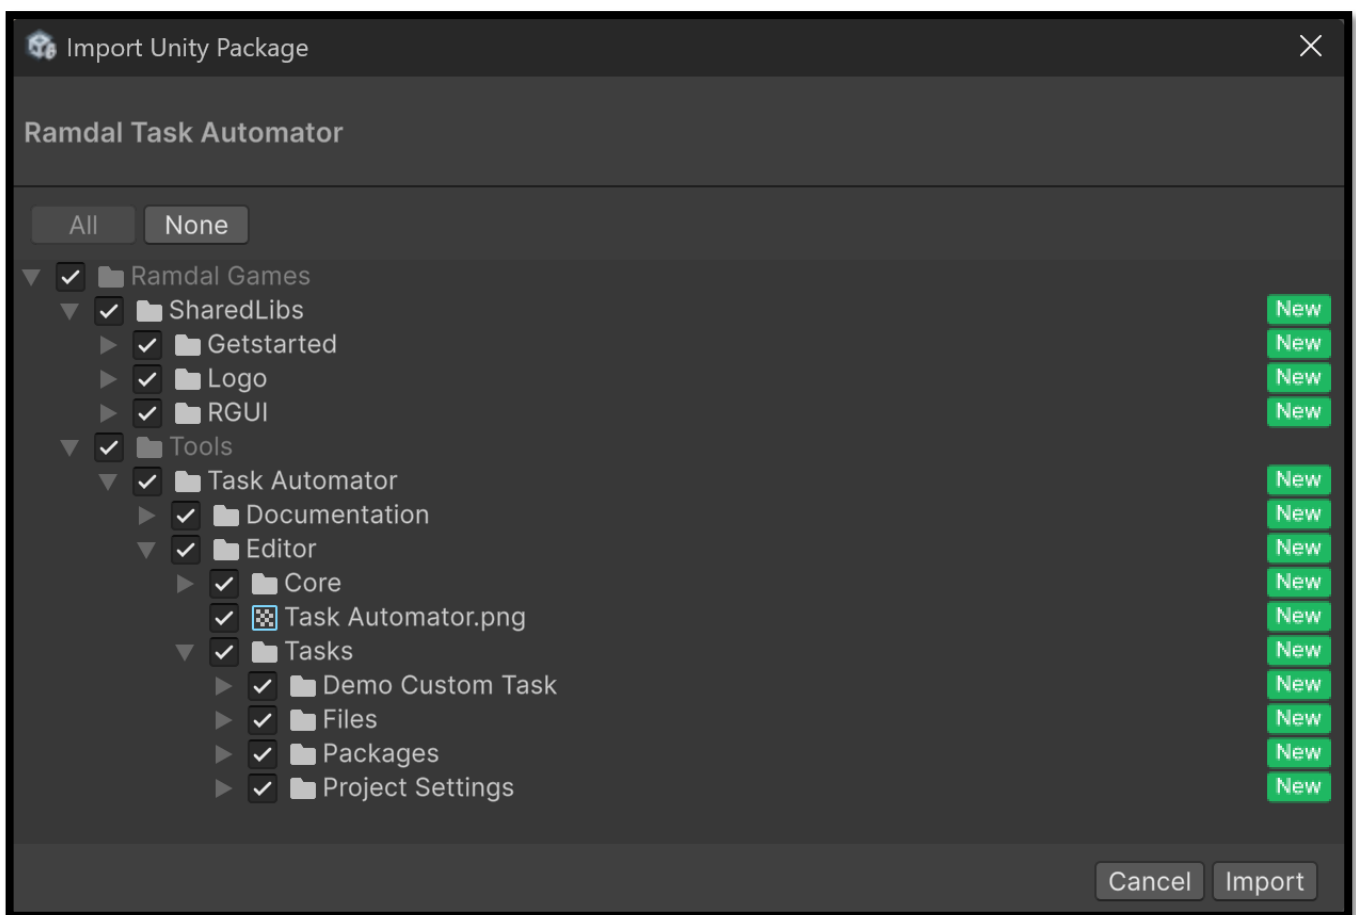 Import Unity Package
Ramdal Task Automator
All None
Ramdal Games
SharedLibs New
Getstarted New
Logo New
RGUI New
Tools
Task Automator New
Documentation New
Editor New
Core New
Task Automator.png New
Tasks New
Demo Custom Task New
Files New
Packages New
Project Settings New
Cancel Import